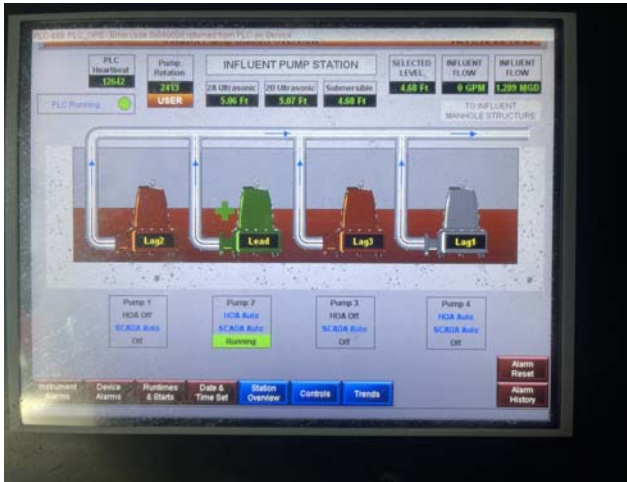 PLC
Heartbeat
12642
Pump
Rotation
2413
USER
INFLUENT PUMP STATION
2A Ultrasonic
5.06 Ft
2B Ultrasonic
5.07 Ft
Submersible
4.68 Ft
SELECTED
LEVEL
4.68 Ft
INFLUENT
FLOW
0 GPM
INFLUENT
FLOW
1.289 MGD
PLC Running
TO INFLUENT
MANHOLE STRUCTURE
Lag2
Lead
Lag3
Lag1
Pump 1
HOA Off
SCADA Auto
Off
Pump 2
HOA Auto
SCADA Auto
Running
Pump 3
HOA Off
SCADA Auto
Off
Pump 4
HOA Auto
SCADA Auto
Off
Alarm
Reset
Instrument
Alarms
Device
Alarms
Runtimes
& Starts
Date &
Time Set
Station
Overview
Controls
Trends
Alarm
History